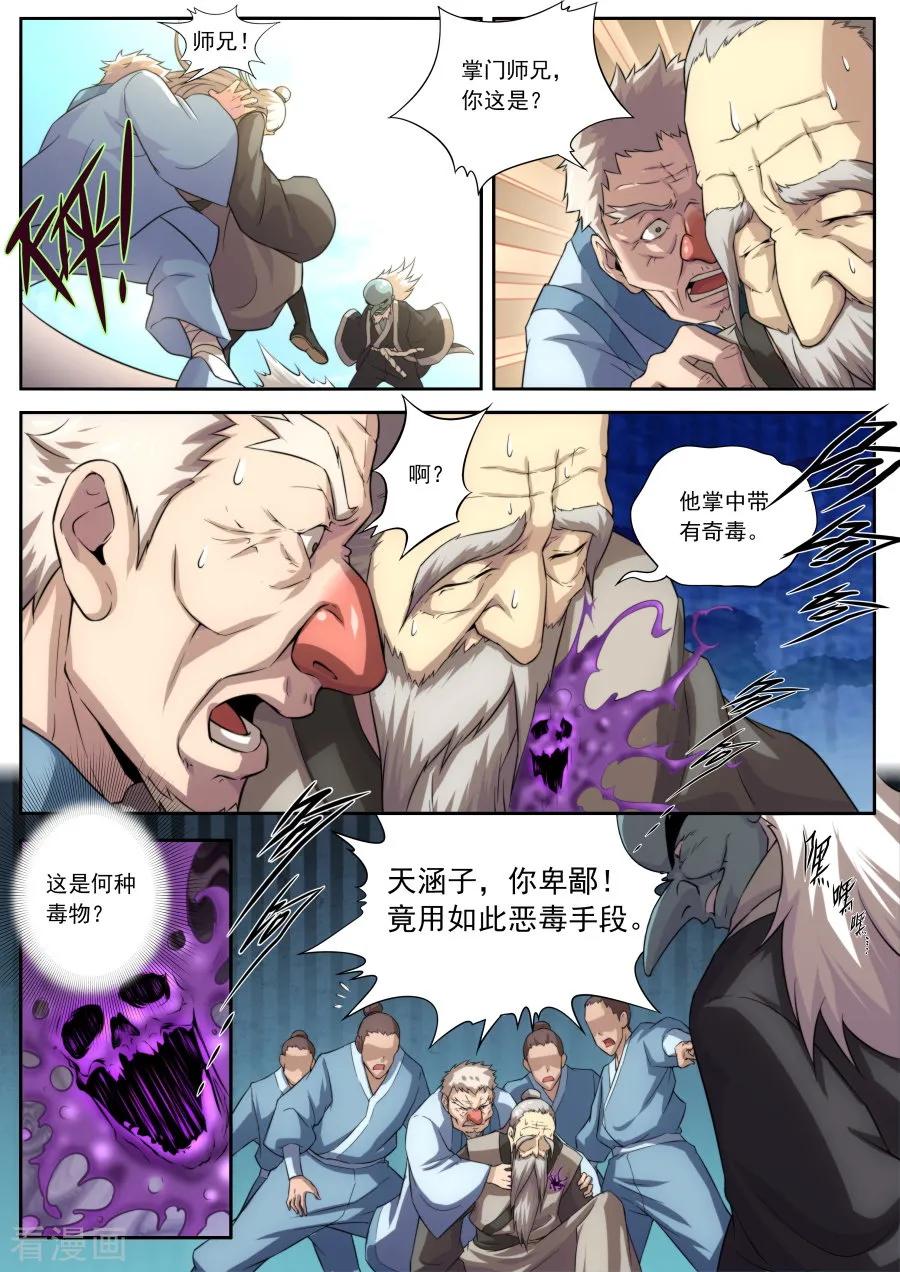 师兄！
掌门师兄，
你这是？
啊？
他掌中带
有奇毒。
这是何种
毒物？
天涵子，你卑鄙！
竟用如此恶毒手段。
嘿
嘿
嘿
看漫画